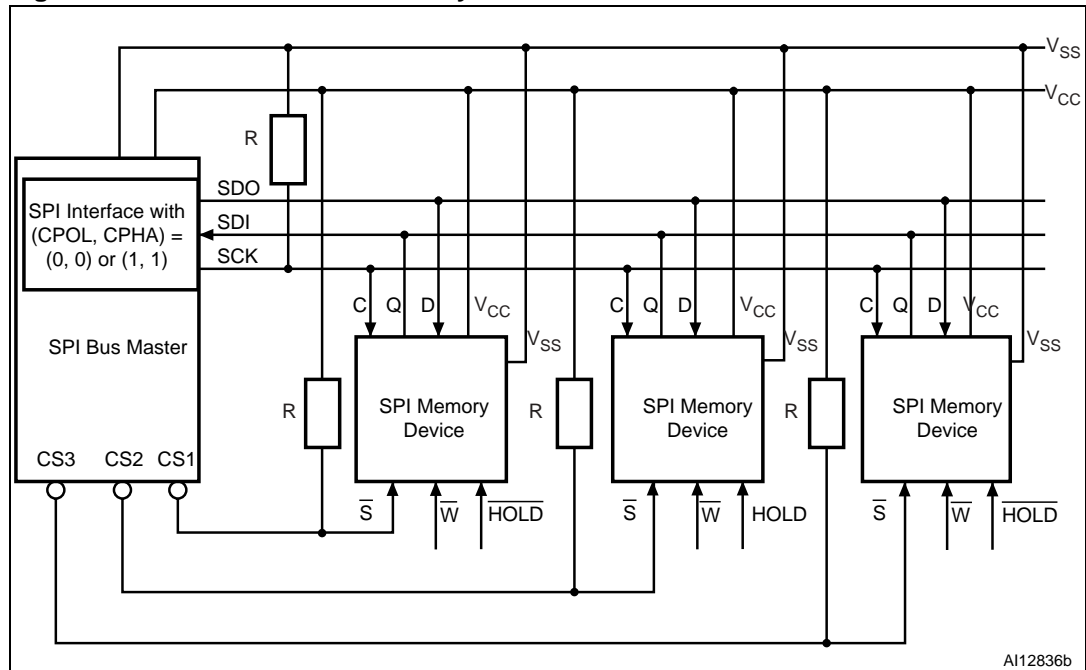 VSS
VCC
R
SDO
SPI Interface with
(CPOL, CPHA) =
(0, 0) or (1, 1)
SDI
SCK
SPI Bus Master
CS3 CS2 CS1
C Q D VCC VSS
C Q D VCC VSS
C Q D VCC VSS
R
SPI Memory
Device
R
SPI Memory
Device
R
SPI Memory
Device
S̅ W̅ H̅O̅L̅D̅
S̅ W̅ HOLD
S̅ W̅ H̅O̅L̅D̅
AI12836b